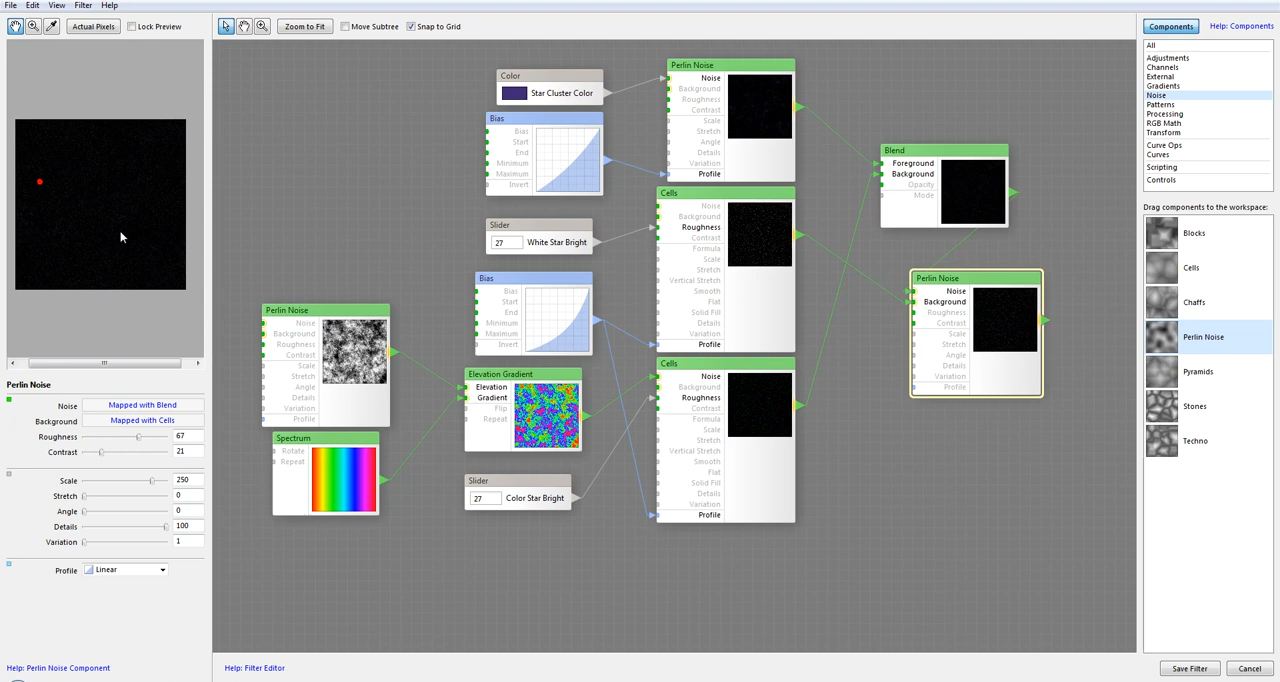 File Edit View Filter Help
Actual Pixels Lock Preview
Zoom to Fit Move Subtree Snap to Grid
Components Help: Components
Perlin Noise
Noise Mapped with Blend
Background Mapped with Cells
Roughness 67
Contrast 21
Scale 250
Stretch 0
Angle 0
Details 100
Variation 1
Profile Linear
Help: Perlin Noise Component
Color
Star Cluster Color
Bias
Bias
Start
End
Minimum
Maximum
Invert
Slider
27 White Star Bright
Bias
Bias
Start
End
Minimum
Maximum
Invert
Perlin Noise
Noise
Background
Roughness
Contrast
Scale
Stretch
Angle
Details
Variation
Profile
Spectrum
Rotate
Repeat
Elevation Gradient
Elevation
Gradient
Flip
Repeat
Slider
27 Color Star Bright
Perlin Noise
Noise
Background
Roughness
Contrast
Scale
Stretch
Angle
Details
Variation
Profile
Cells
Noise
Background
Roughness
Contrast
Formula
Scale
Stretch
Vertical Stretch
Smooth
Flat
Solid Fill
Details
Variation
Profile
Cells
Noise
Background
Roughness
Contrast
Formula
Scale
Stretch
Vertical Stretch
Smooth
Flat
Solid Fill
Details
Variation
Profile
Blend
Foreground
Background
Opacity
Mode
Perlin Noise
Noise
Background
Roughness
Contrast
Scale
Stretch
Angle
Details
Variation
Profile
Help: Filter Editor
All
Adjustments
Channels
External
Gradients
Noise
Patterns
Processing
RGB Math
Transform
Curve Ops
Curves
Scripting
Controls
Drag components to the workspace:
Blocks
Cells
Chaffs
Perlin Noise
Pyramids
Stones
Techno
Save Filter Cancel